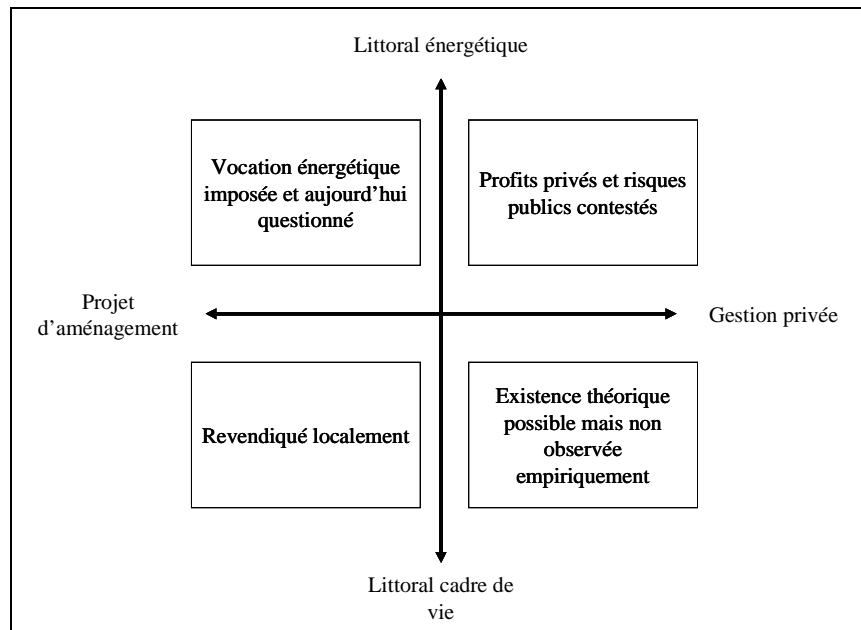 Littoral énergétique
Vocation énergétique
imposée et aujourd’hui
questionné
Profits privés et risques
publics contestés
Projet
d’aménagement
Gestion privée
Revendiqué localement
Existence théorique
possible mais non
observée
empiriquement
Littoral cadre de
vie